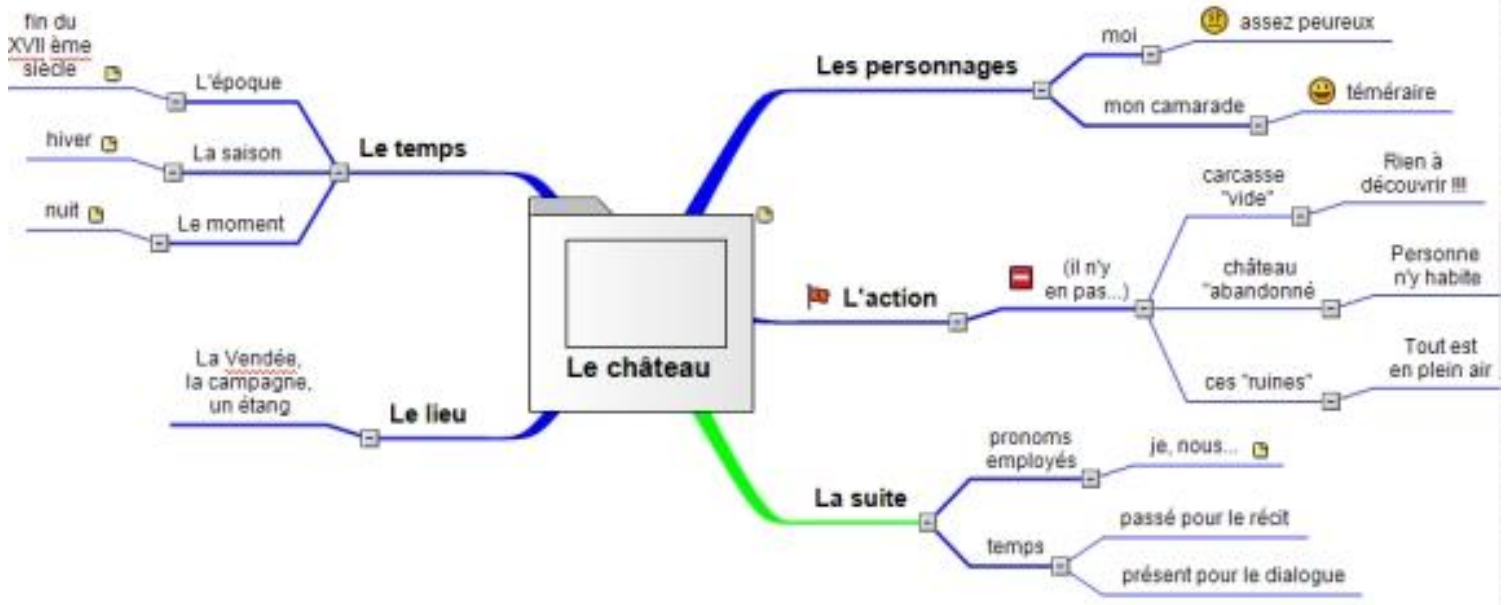 fin du
XVII ème
siècle
L'époque
hiver
La saison
nuit
Le moment
Le temps
La Vendée,
la campagne,
un étang
Le lieu
Le château
Les personnages
moi
assez peureux
mon camarade
téméraire
L'action
(il n'y
en pas...)
carcasse
"vide"
Rien à
découvrir !!!!
château
"abandonné
Personne
n'y habite
ces "ruines"
Tout est
en plein air
La suite
pronoms
employés
je, nous...
temps
passé pour le récit
présent pour le dialogue